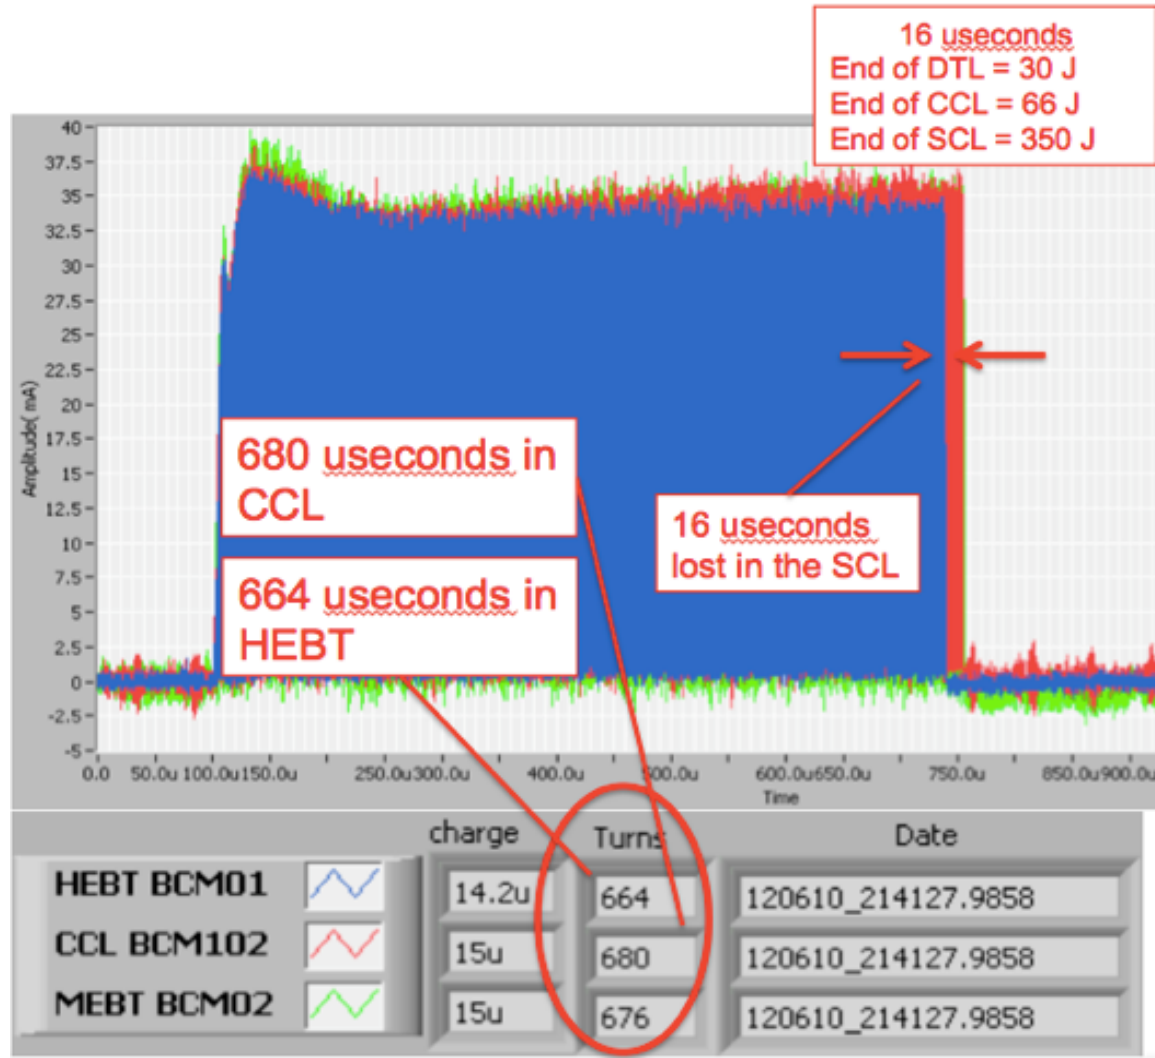 16 useconds
End of DTL = 30 J
End of CCL = 66 J
End of SCL = 350 J
40
37.5
35
32.5
30
27.5
25
22.5
20
17.5
15
12.5
10
7.5
5
2.5
0
-2.5
-5
Amplitude( mA)
680 useconds in
CCL
16 useconds
lost in the SCL
664 useconds in
HEBT
0.0 50.0u 100.0u 150.0u 250.0u 300.0u 400.0u 500.0u 600.0u 650.0u 750.0u 850.0u 900.0u
Time
charge Turns Date
HEBT BCM01 14.2u 664 120610_214127.9858
CCL BCM102 15u 680 120610_214127.9858
MEBT BCM02 15u 676 120610_214127.9858